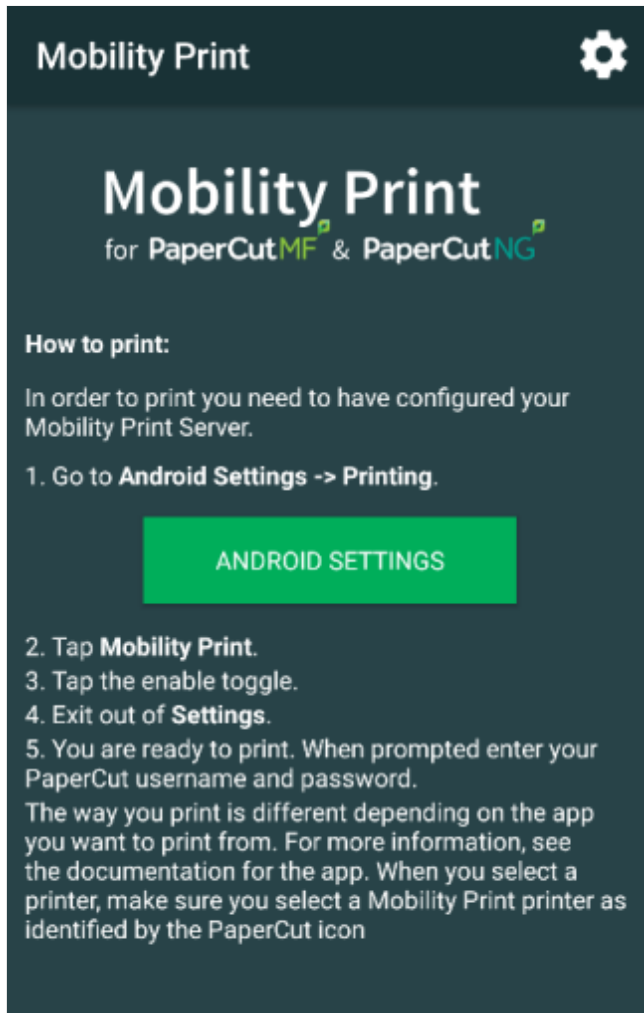 Mobility Print
Mobility Print
for PaperCutMF & PaperCutNG
How to print:
In order to print you need to have configured your
Mobility Print Server.
1. Go to Android Settings -> Printing.
ANDROID SETTINGS
2. Tap Mobility Print.
3. Tap the enable toggle.
4. Exit out of Settings.
5. You are ready to print. When prompted enter your
PaperCut username and password.
The way you print is different depending on the app
you want to print from. For more information, see
the documentation for the app. When you select a
printer, make sure you select a Mobility Print printer as
identified by the PaperCut icon